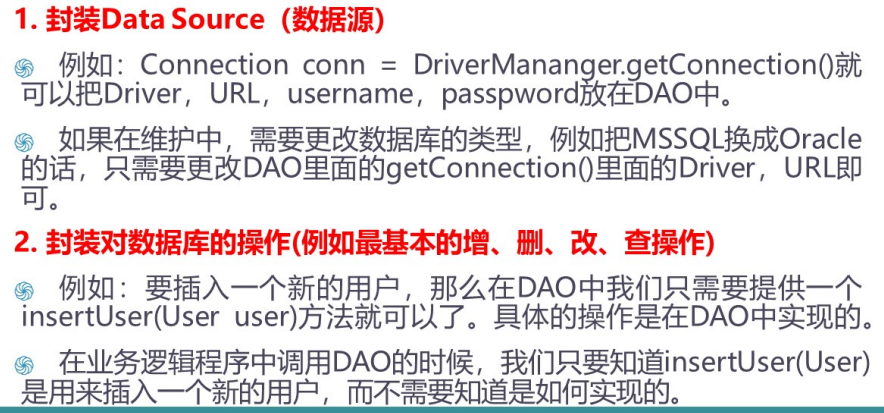 1. 封装Data Source（数据源）
例如：Connection conn = DriverMananger.getConnection()就
可以把Driver，URL，username，passpword放在DAO中。
如果在维护中，需要更改数据库的类型，例如把MSSQL换成Oracle
的话，只需要更改DAO里面的getConnection()里面的Driver，URL即
可。
2. 封装对数据库的操作(例如最基本的增、删、改、查操作)
例如：要插入一个新的用户，那么在DAO中我们只需要提供一个
insertUser(User user)方法就可以了。具体的操作是在DAO中实现的。
在业务逻辑程序中调用DAO的时候，我们只要知道insertUser(User)
是用来插入一个新的用户，而不需要知道是如何实现的。